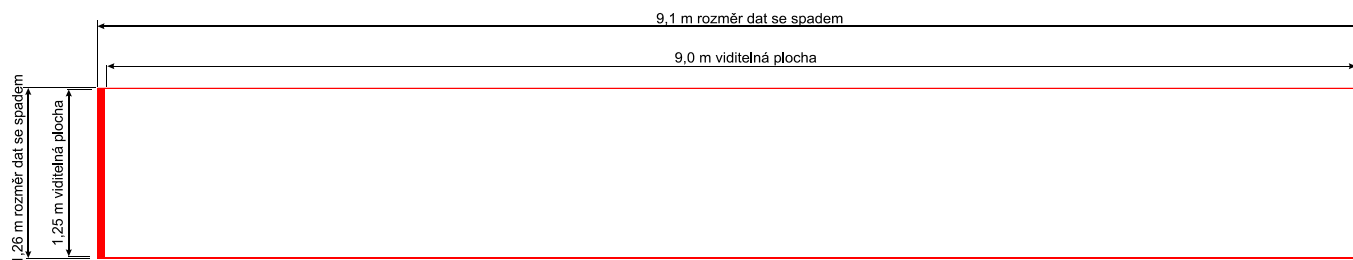 9,1 m rozměr dat se spadem
9,0 m viditelná plocha
1,26 m rozměr dat se spadem
1,25 m viditelná plocha